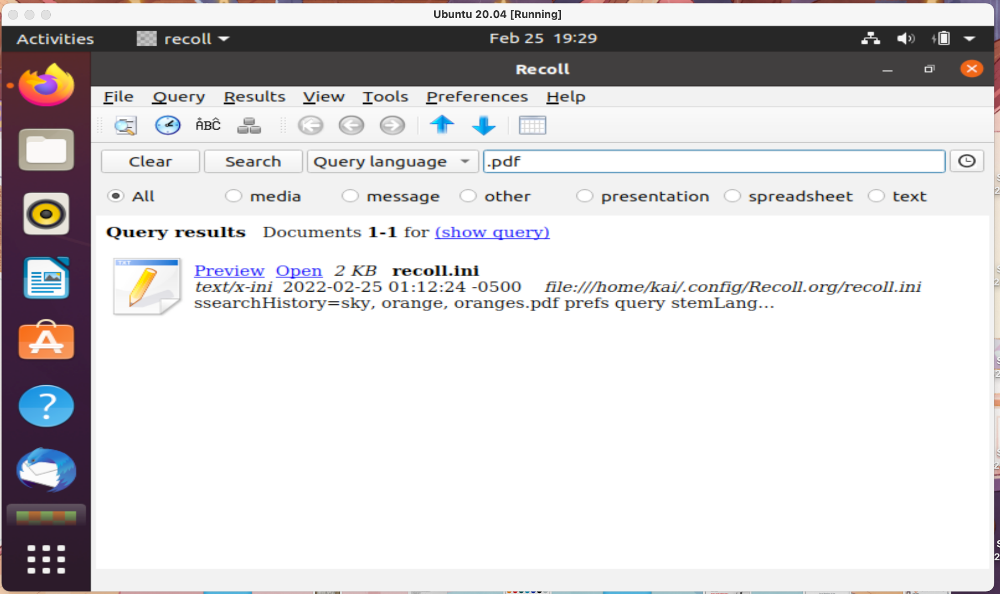 Ubuntu 20.04 [Running]
Activities recoll Feb 25 19:29
Recoll
File Query Results View Tools Preferences Help
ÅBĈ
Clear Search Query language .pdf
All media message other presentation spreadsheet text
Query results Documents 1-1 for (show query)
TXT
Preview Open 2 KB recoll.ini
text/x-ini 2022-02-25 01:12:24 -0500 file:///home/kai/.config/Recoll.org/recoll.ini
ssearchHistory=sky, orange, oranges.pdf prefs query stemLang...